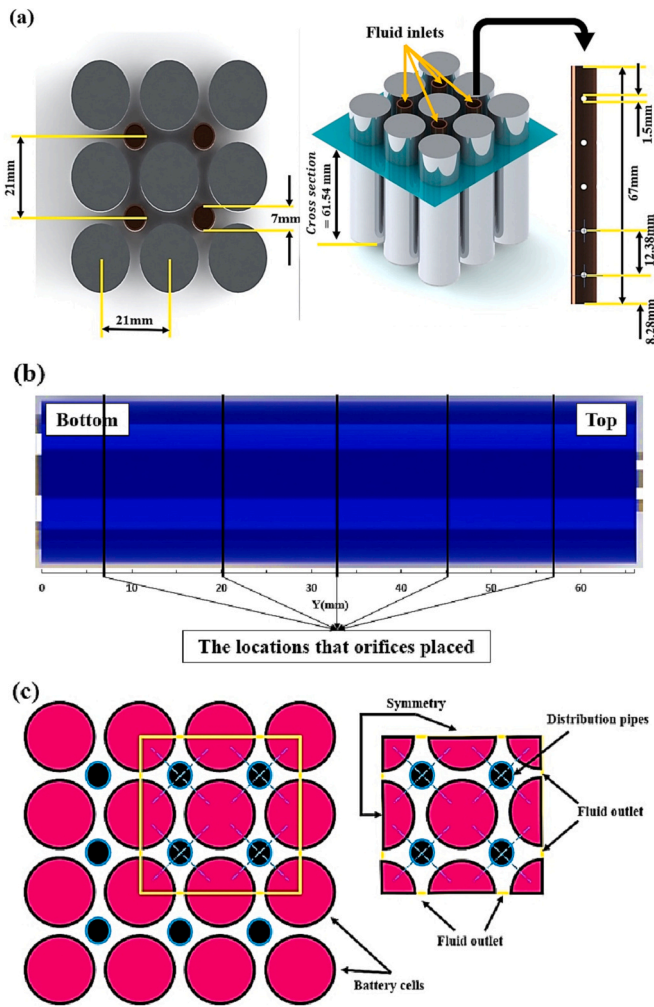 (a)
Fluid inlets
21mm
7mm
21mm
Cross section
= 61.54 mm
1.5mm
67mm
12.38mm
8.28mm
(b)
Bottom
Top
0 10 20 30 40 50 60
Y(mm)
The locations that orifices placed
(c)
Symmetry
Distribution pipes
Fluid outlet
Fluid outlet
Battery cells